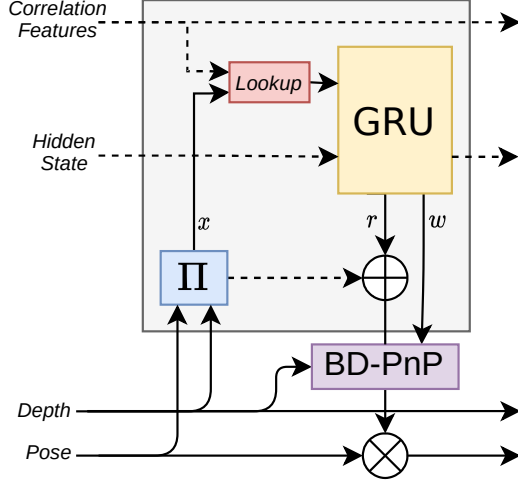 Correlation
Features
Lookup
GRU
Hidden
State
x
r
w
Π
BD-PnP
Depth
Pose